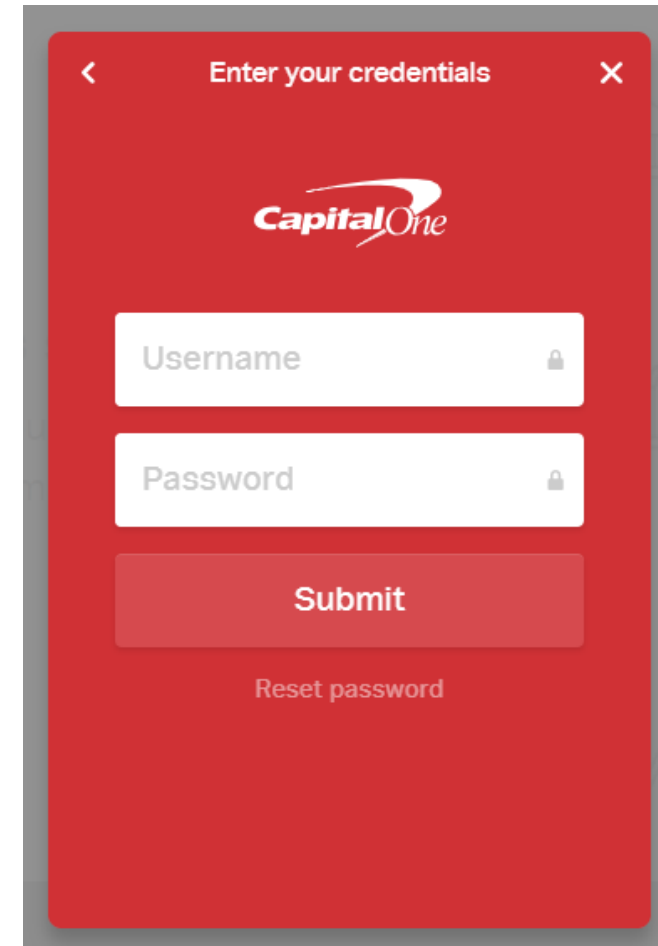 Enter your credentials
CapitalOne
Username
Password
Submit
Reset password